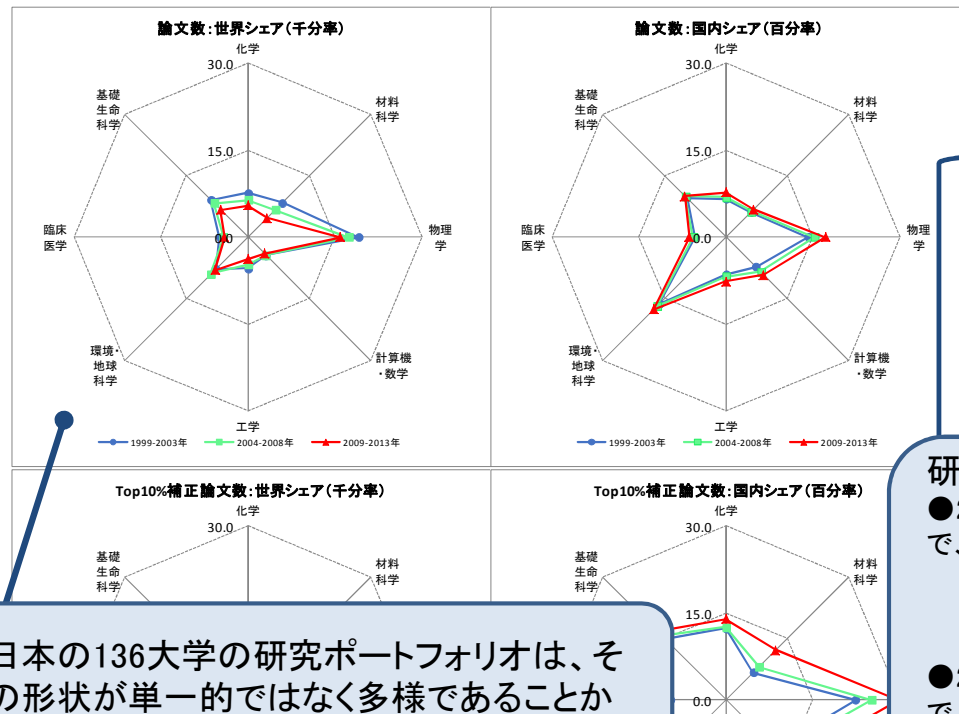 論文数:世界シェア(千分率)
化学
30.0
基礎
生命
科学
材料
科学
15.0
臨床
医学
0.0
物理
学
環境・
地球
科学
計算機
・数学
工学
1999-2003年 2004-2008年 2009-2013年
論文数:国内シェア(百分率)
化学
30.0
基礎
生命
科学
材料
科学
15.0
臨床
医学
0.0
物理
学
環境・
地球
科学
計算機
・数学
工学
1999-2003年 2004-2008年 2009-2013年
Top10%補正論文数:世界シェア(千分率)
化学
30.0
基礎
生命
科学
材料
科学
Top10%補正論文数:国内シェア(百分率)
化学
30.0
基礎
生命
科学
材料
科学
15.0
0.0
日本の136大学の研究ポートフォリオは、そ
の形状が単一的ではなく多様であることか
研
●
で、
●